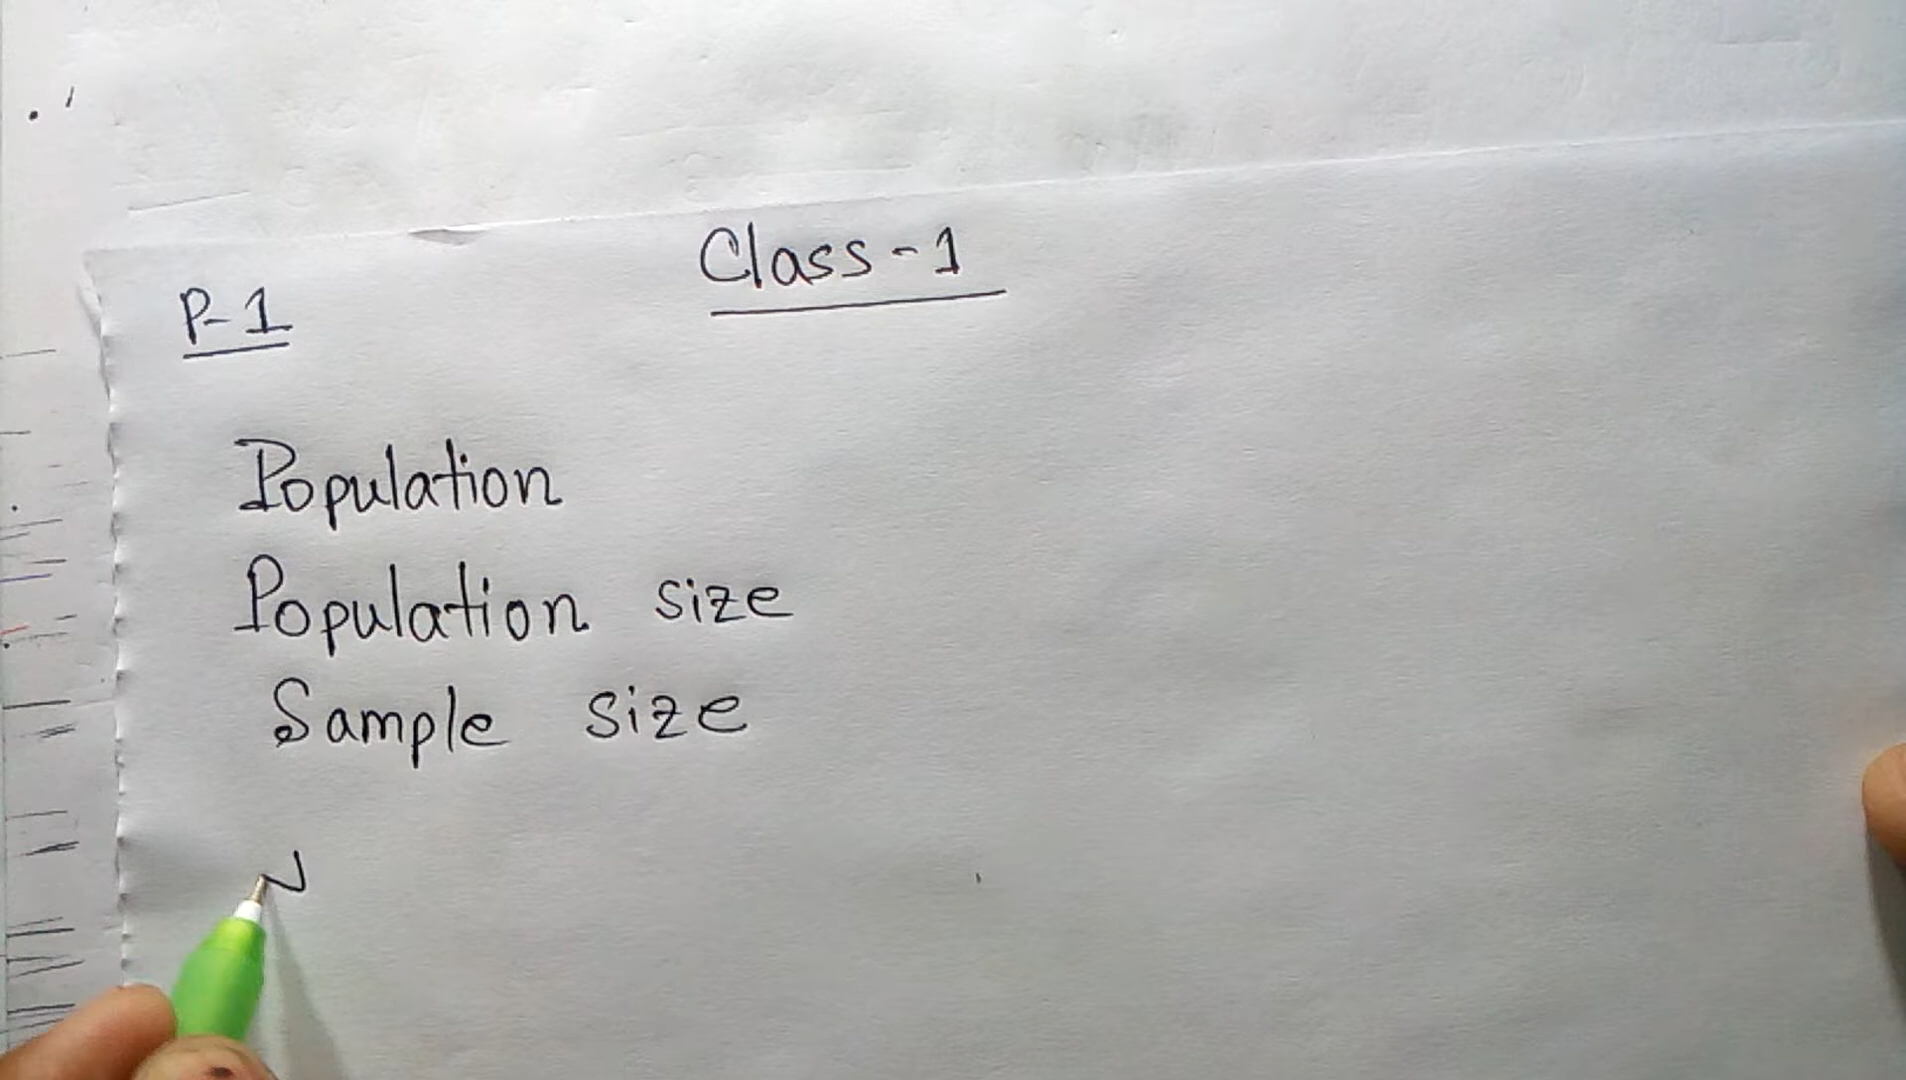 Class - 1
P-1
Population
Population size
Sample size
N